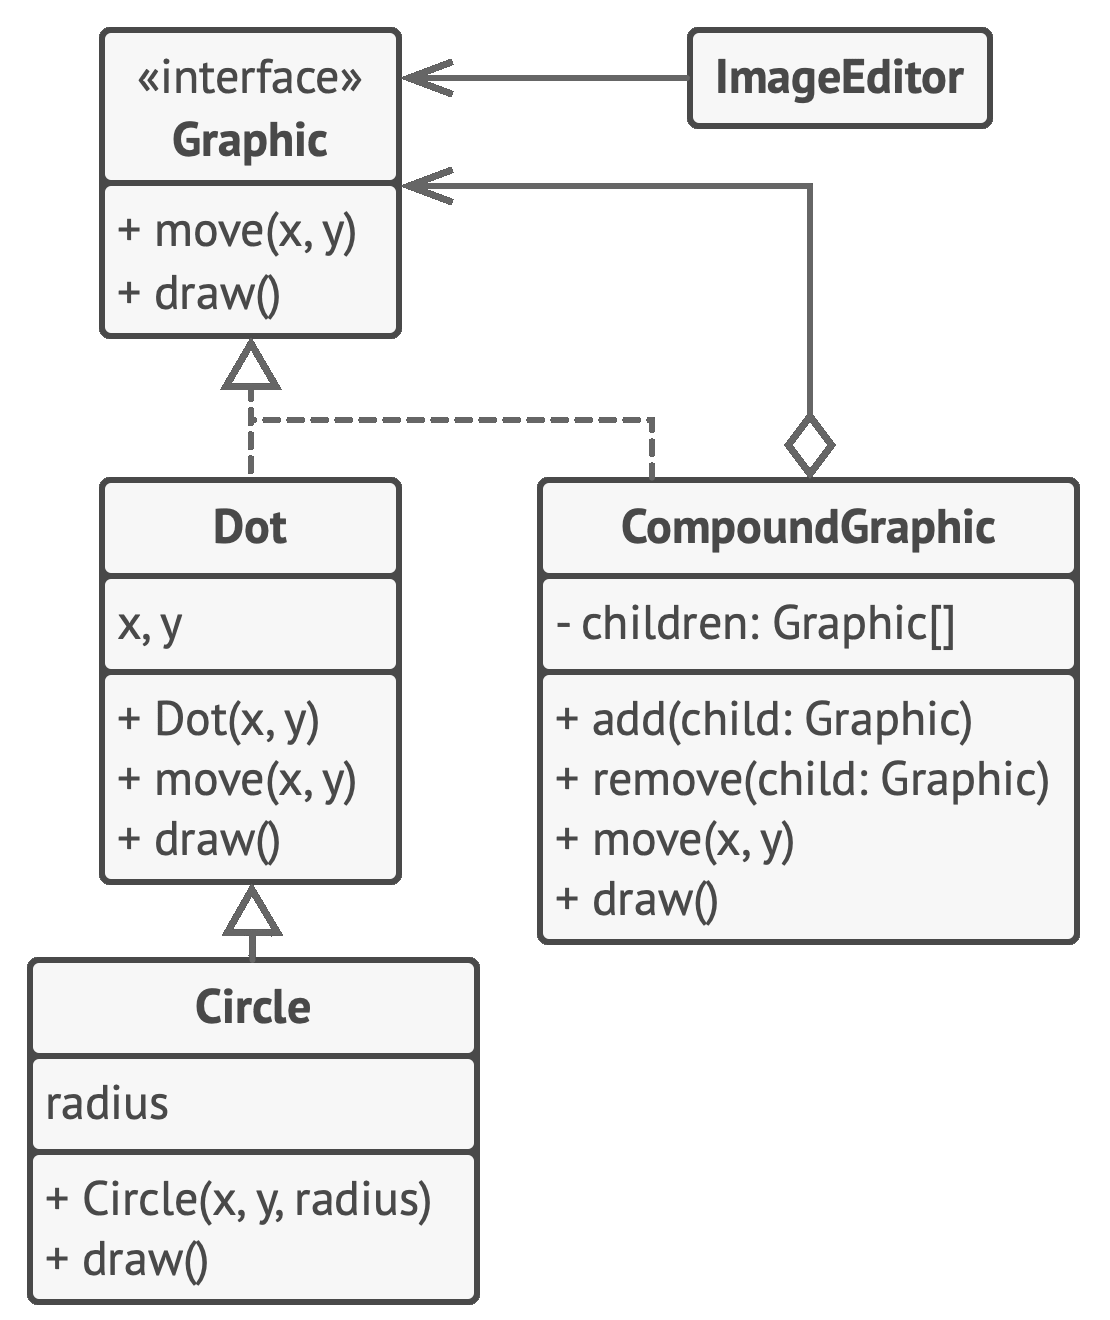 «interface»
Graphic
+ move(x, y)
+ draw()
ImageEditor
Dot
x, y
+ Dot(x, y)
+ move(x, y)
+ draw()
CompoundGraphic
- children: Graphic[]
+ add(child: Graphic)
+ remove(child: Graphic)
+ move(x, y)
+ draw()
Circle
radius
+ Circle(x, y, radius)
+ draw()